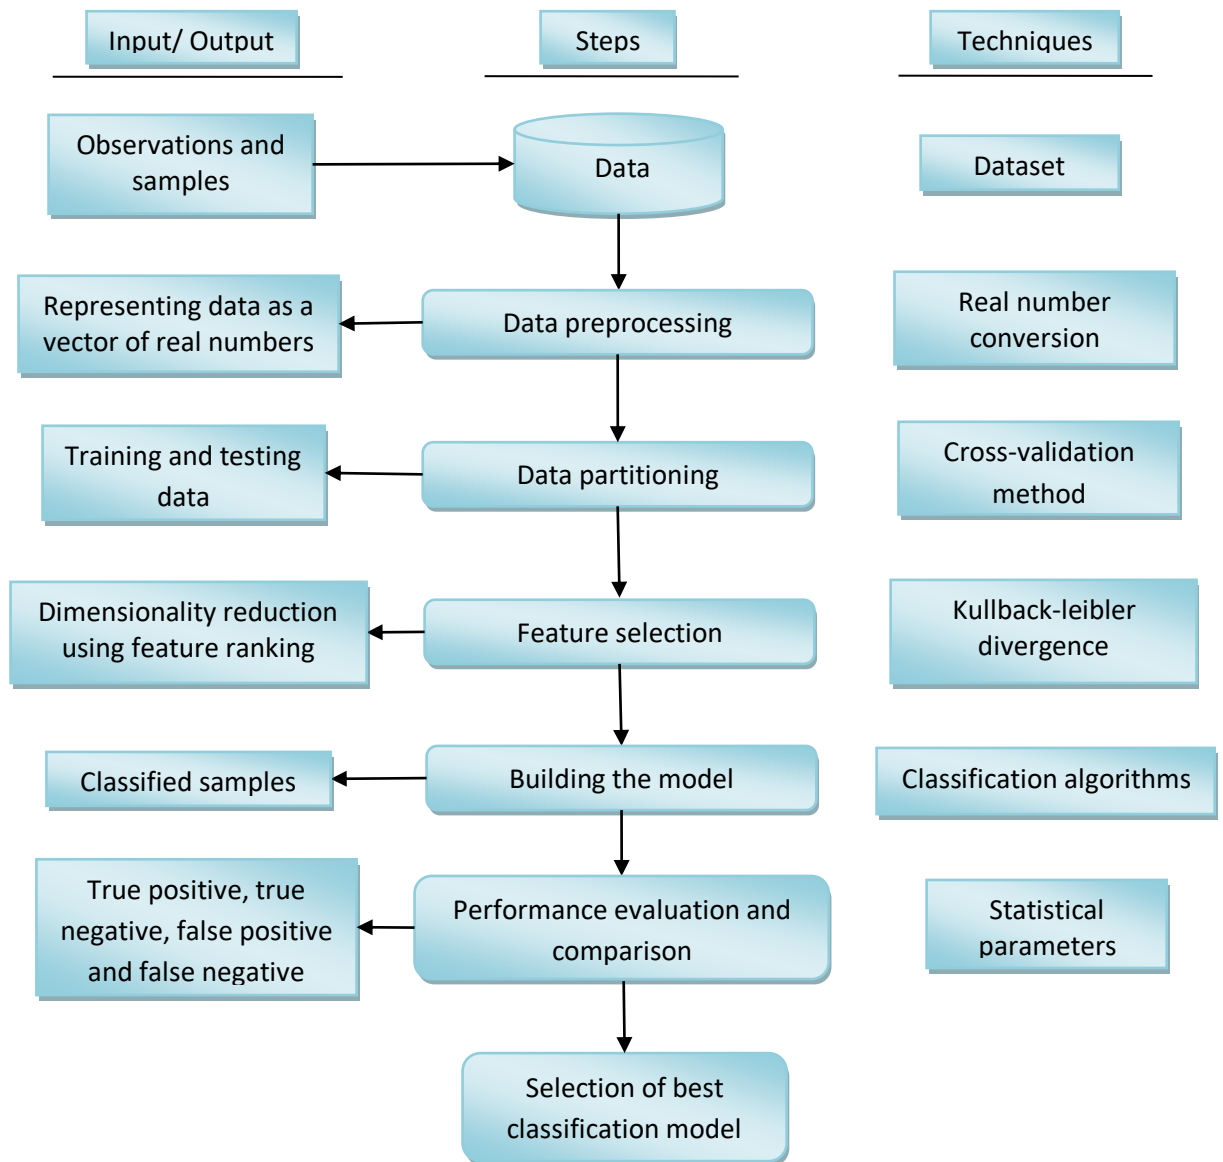 Input/ Output
Steps
Techniques
Observations and
samples
Data
Dataset
Representing data as a
vector of real numbers
Data preprocessing
Real number
conversion
Training and testing
data
Data partitioning
Cross-validation
method
Dimensionality reduction
using feature ranking
Feature selection
Kullback-leibler
divergence
Classified samples
Building the model
Classification algorithms
True positive, true
negative, false positive
and false negative
Performance evaluation and
comparison
Statistical
parameters
Selection of best
classification model